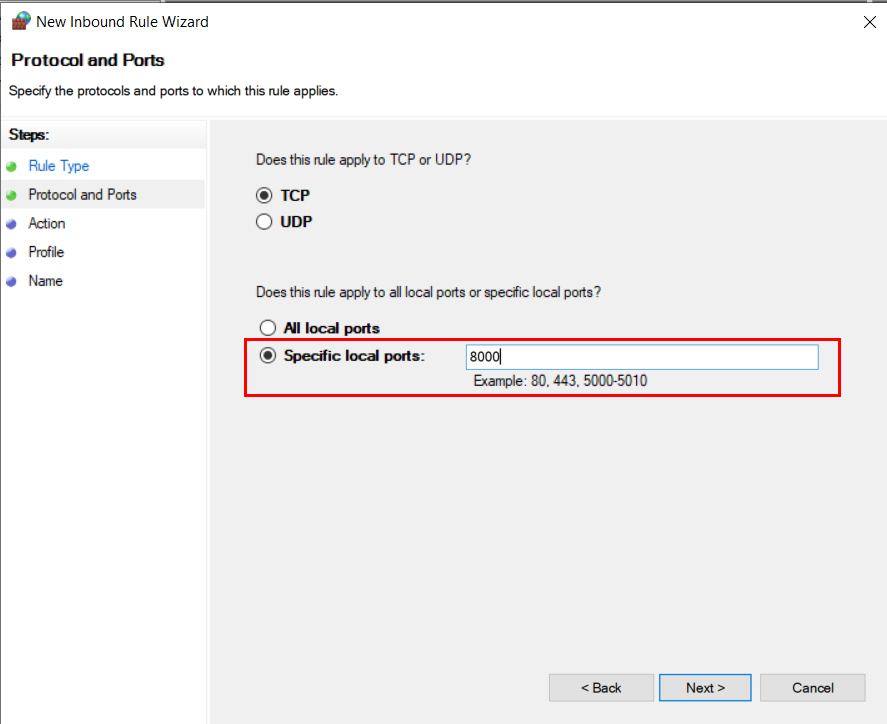 New Inbound Rule Wizard
Protocol and Ports
Specify the protocols and ports to which this rule applies.
Steps:
Rule Type
Protocol and Ports
Action
Profile
Name
Does this rule apply to TCP or UDP?
TCP
UDP
Does this rule apply to all local ports or specific local ports?
All local ports
Specific local ports: 8000
Example: 80, 443, 5000-5010
< Back Next > Cancel